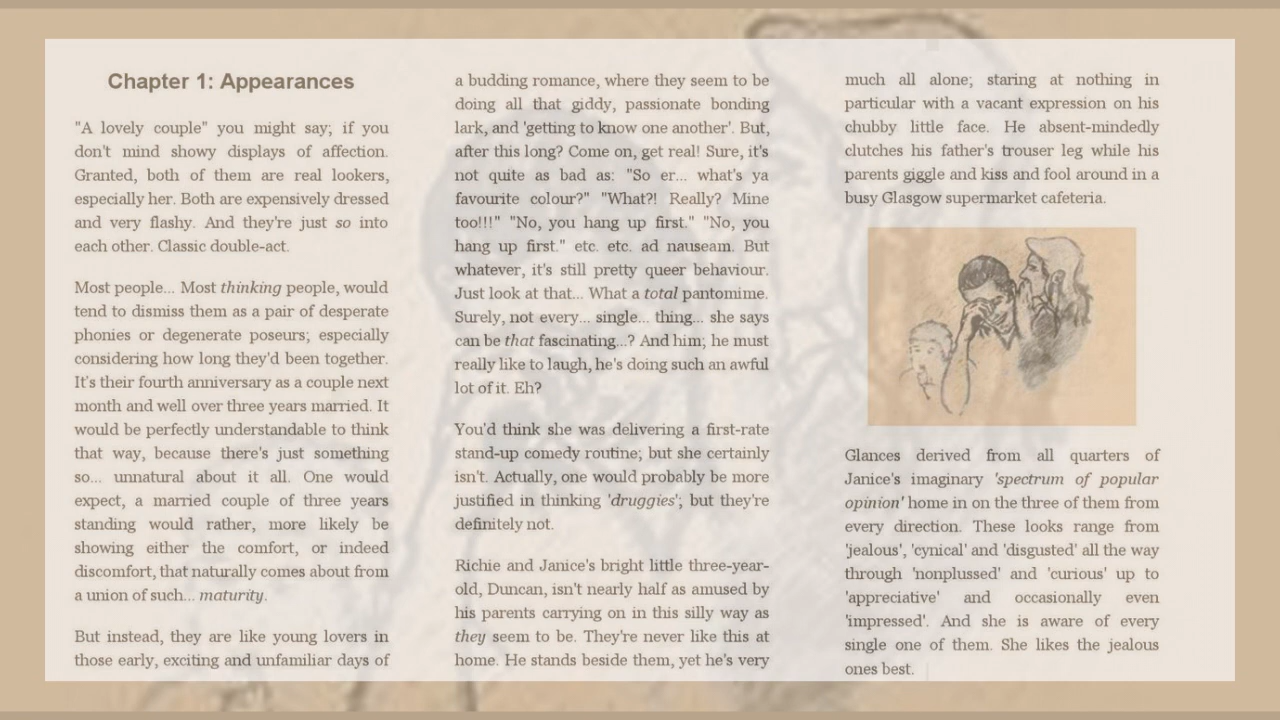 Chapter 1: Appearances
"A lovely couple" you might say; if you
don't mind showy displays of affection.
Granted, both of them are real lookers,
especially her. Both are expensively dressed
and very flashy. And they're just so into
each other. Classic double-act.
Most people... Most thinking people, would
tend to dismiss them as a pair of desperate
phonies or degenerate poseurs; especially
considering how long they'd been together.
It's their fourth anniversary as a couple next
month and well over three years married. It
would be perfectly understandable to think
that way, because there's just something
so... unnatural about it all. One would
expect, a married couple of three years
standing would rather, more likely be
showing either the comfort, or indeed
discomfort, that naturally comes about from
a union of such... maturity.
But instead, they are like young lovers in
those early, exciting and unfamiliar days of
a budding romance, where they seem to be
doing all that giddy, passionate bonding
lark, and 'getting to know one another'. But,
after this long? Come on, get real! Sure, it's
not quite as bad as: "So er... what's ya
favourite colour?" "What?! Really? Mine
too!!!" "No, you hang up first." "No, you
hang up first." etc. etc. ad nauseam. But
whatever, it's still pretty queer behaviour.
Just look at that... What a total pantomime.
Surely, not every... single... thing... she says
can be that fascinating...? And him; he must
really like to laugh, he's doing such an awful
lot of it. Eh?
You'd think she was delivering a first-rate
stand-up comedy routine; but she certainly
isn't. Actually, one would probably be more
justified in thinking 'druggies'; but they're
definitely not.
Richie and Janice's bright little three-year-
old, Duncan, isn't nearly half as amused by
his parents carrying on in this silly way as
they seem to be. They're never like this at
home. He stands beside them, yet he's very
much all alone; staring at nothing in
particular with a vacant expression on his
chubby little face. He absent-mindedly
clutches his father's trouser leg while his
parents giggle and kiss and fool around in a
busy Glasgow supermarket cafeteria.
Glances derived from all quarters of
Janice's imaginary 'spectrum of popular
opinion' home in on the three of them from
every direction. These looks range from
'jealous', 'cynical' and 'disgusted' all the way
through 'nonplussed' and 'curious' up to
'appreciative' and occasionally even
'impressed'. And she is aware of every
single one of them. She likes the jealous
ones best.